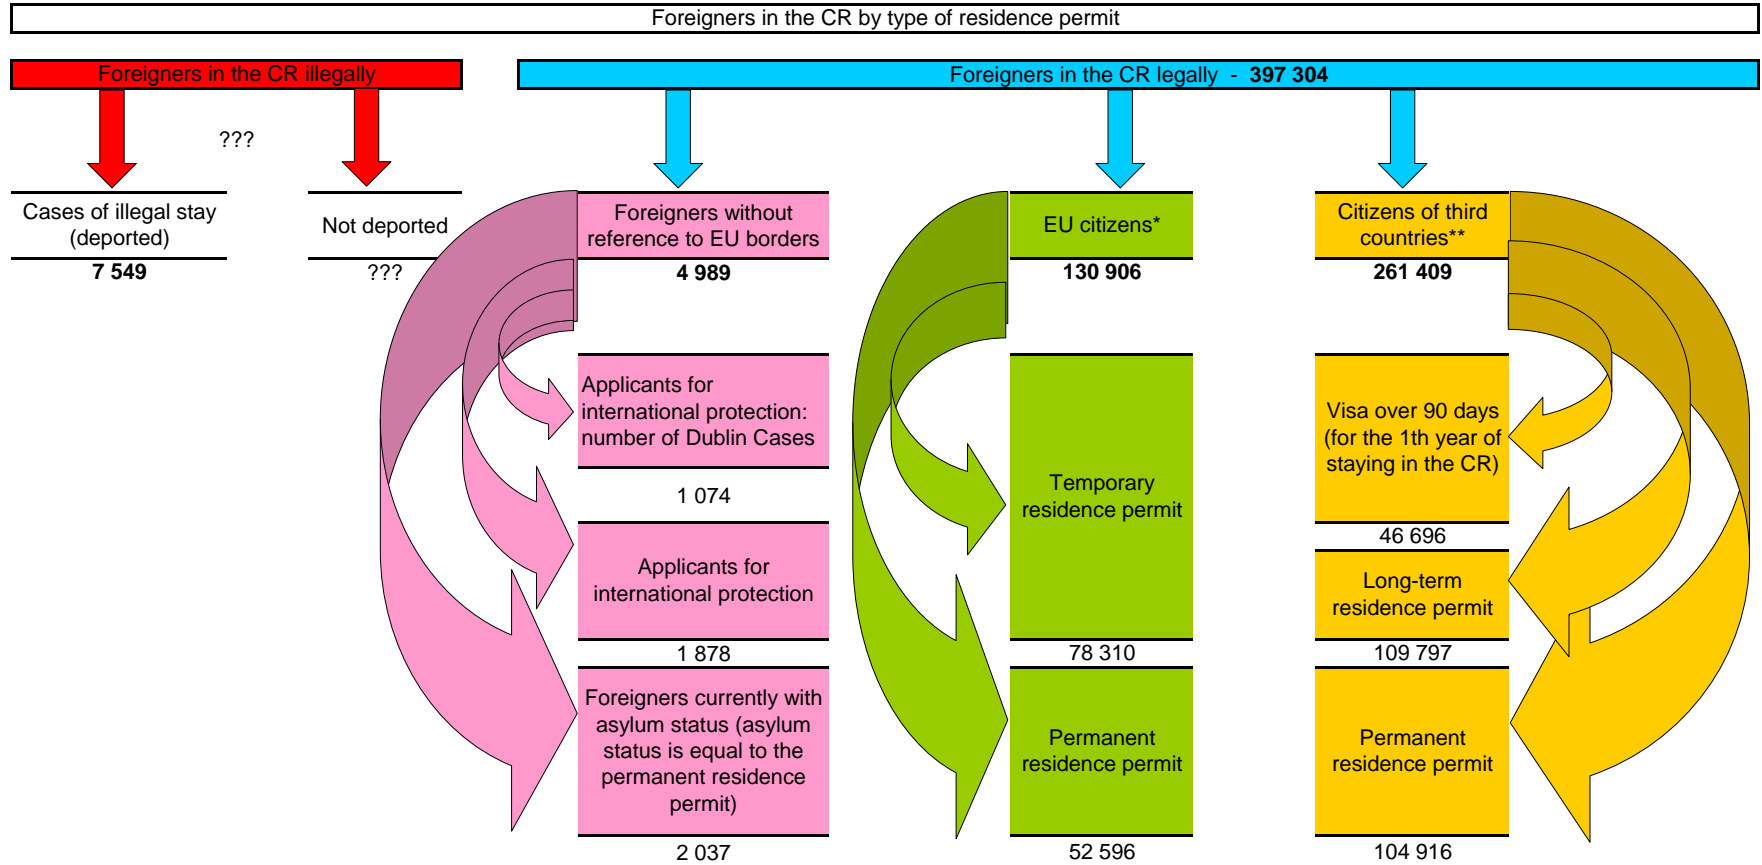 Foreigners in the CR by type of residence permit
Foreigners in the CR illegally
Foreigners in the CR legally - 397 304
???
Cases of illegal stay
(deported)
7 549
Not deported
???
Foreigners without
reference to EU borders
4 989
EU citizens*
130 906
Citizens of third
countries**
261 409
Applicants for
international protection:
number of Dublin Cases
1 074
Applicants for
international protection
1 878
Foreigners currently with
asylum status (asylum
status is equal to the
permanent residence
permit)
2 037
Temporary
residence permit
78 310
Permanent
residence permit
52 596
Visa over 90 days
(for the 1th year of
staying in the CR)
46 696
Long-term
residence permit
109 797
Permanent
residence permit
104 916